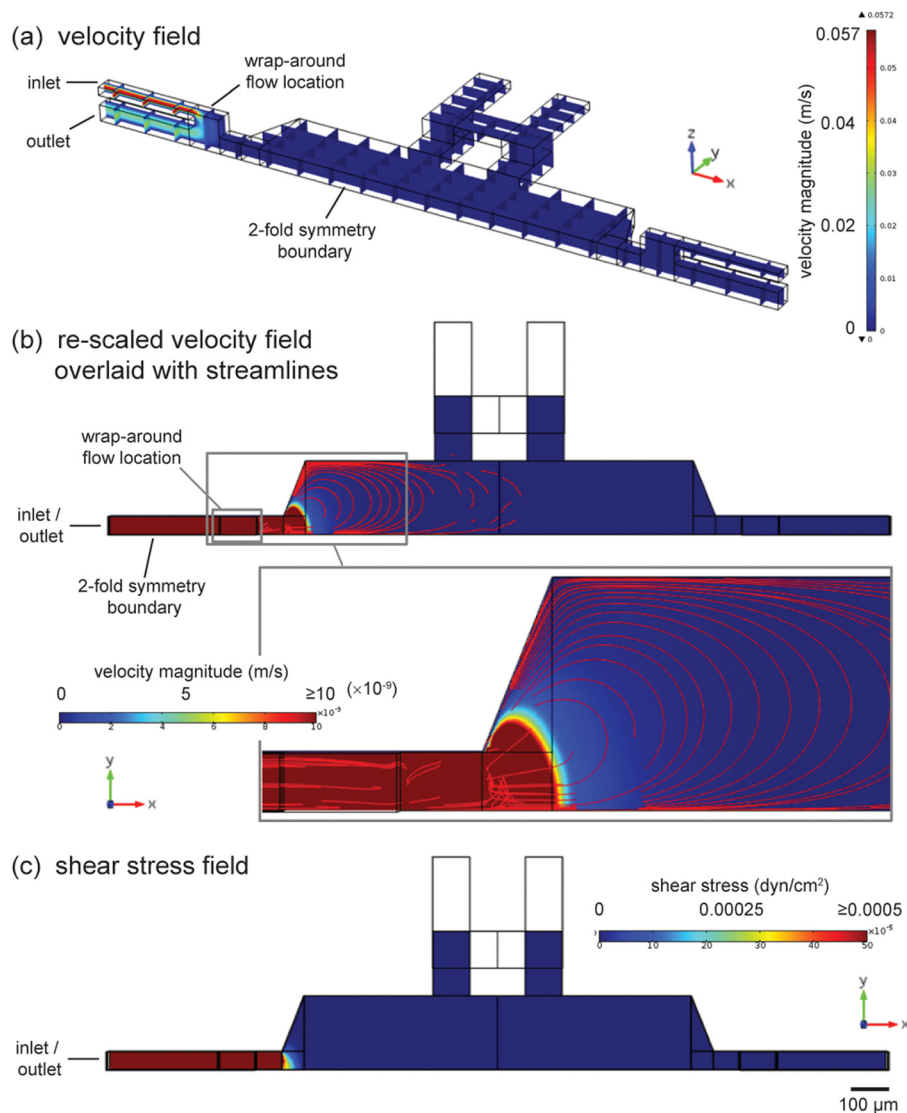 (a) velocity field
inlet
outlet
wrap-around
flow location
2-fold symmetry
boundary
z
y
x
▲ 0.0572
0.057
0.04
0.02
0
velocity magnitude (m/s)
0.05
0.04
0.03
0.02
0.01
0
▼ 0
(b) re-scaled velocity field
overlaid with streamlines
wrap-around
flow location
inlet /
outlet
2-fold symmetry
boundary
velocity magnitude (m/s)
0 5 ≥10 (×10⁻⁹)
×10⁻⁹
0 2 4 6 8 10
y
x
(c) shear stress field
shear stress (dyn/cm²)
0 0.00025 ≥0.0005
×10⁻⁵
0 10 20 30 40 50
y
x
inlet /
outlet
100 µm